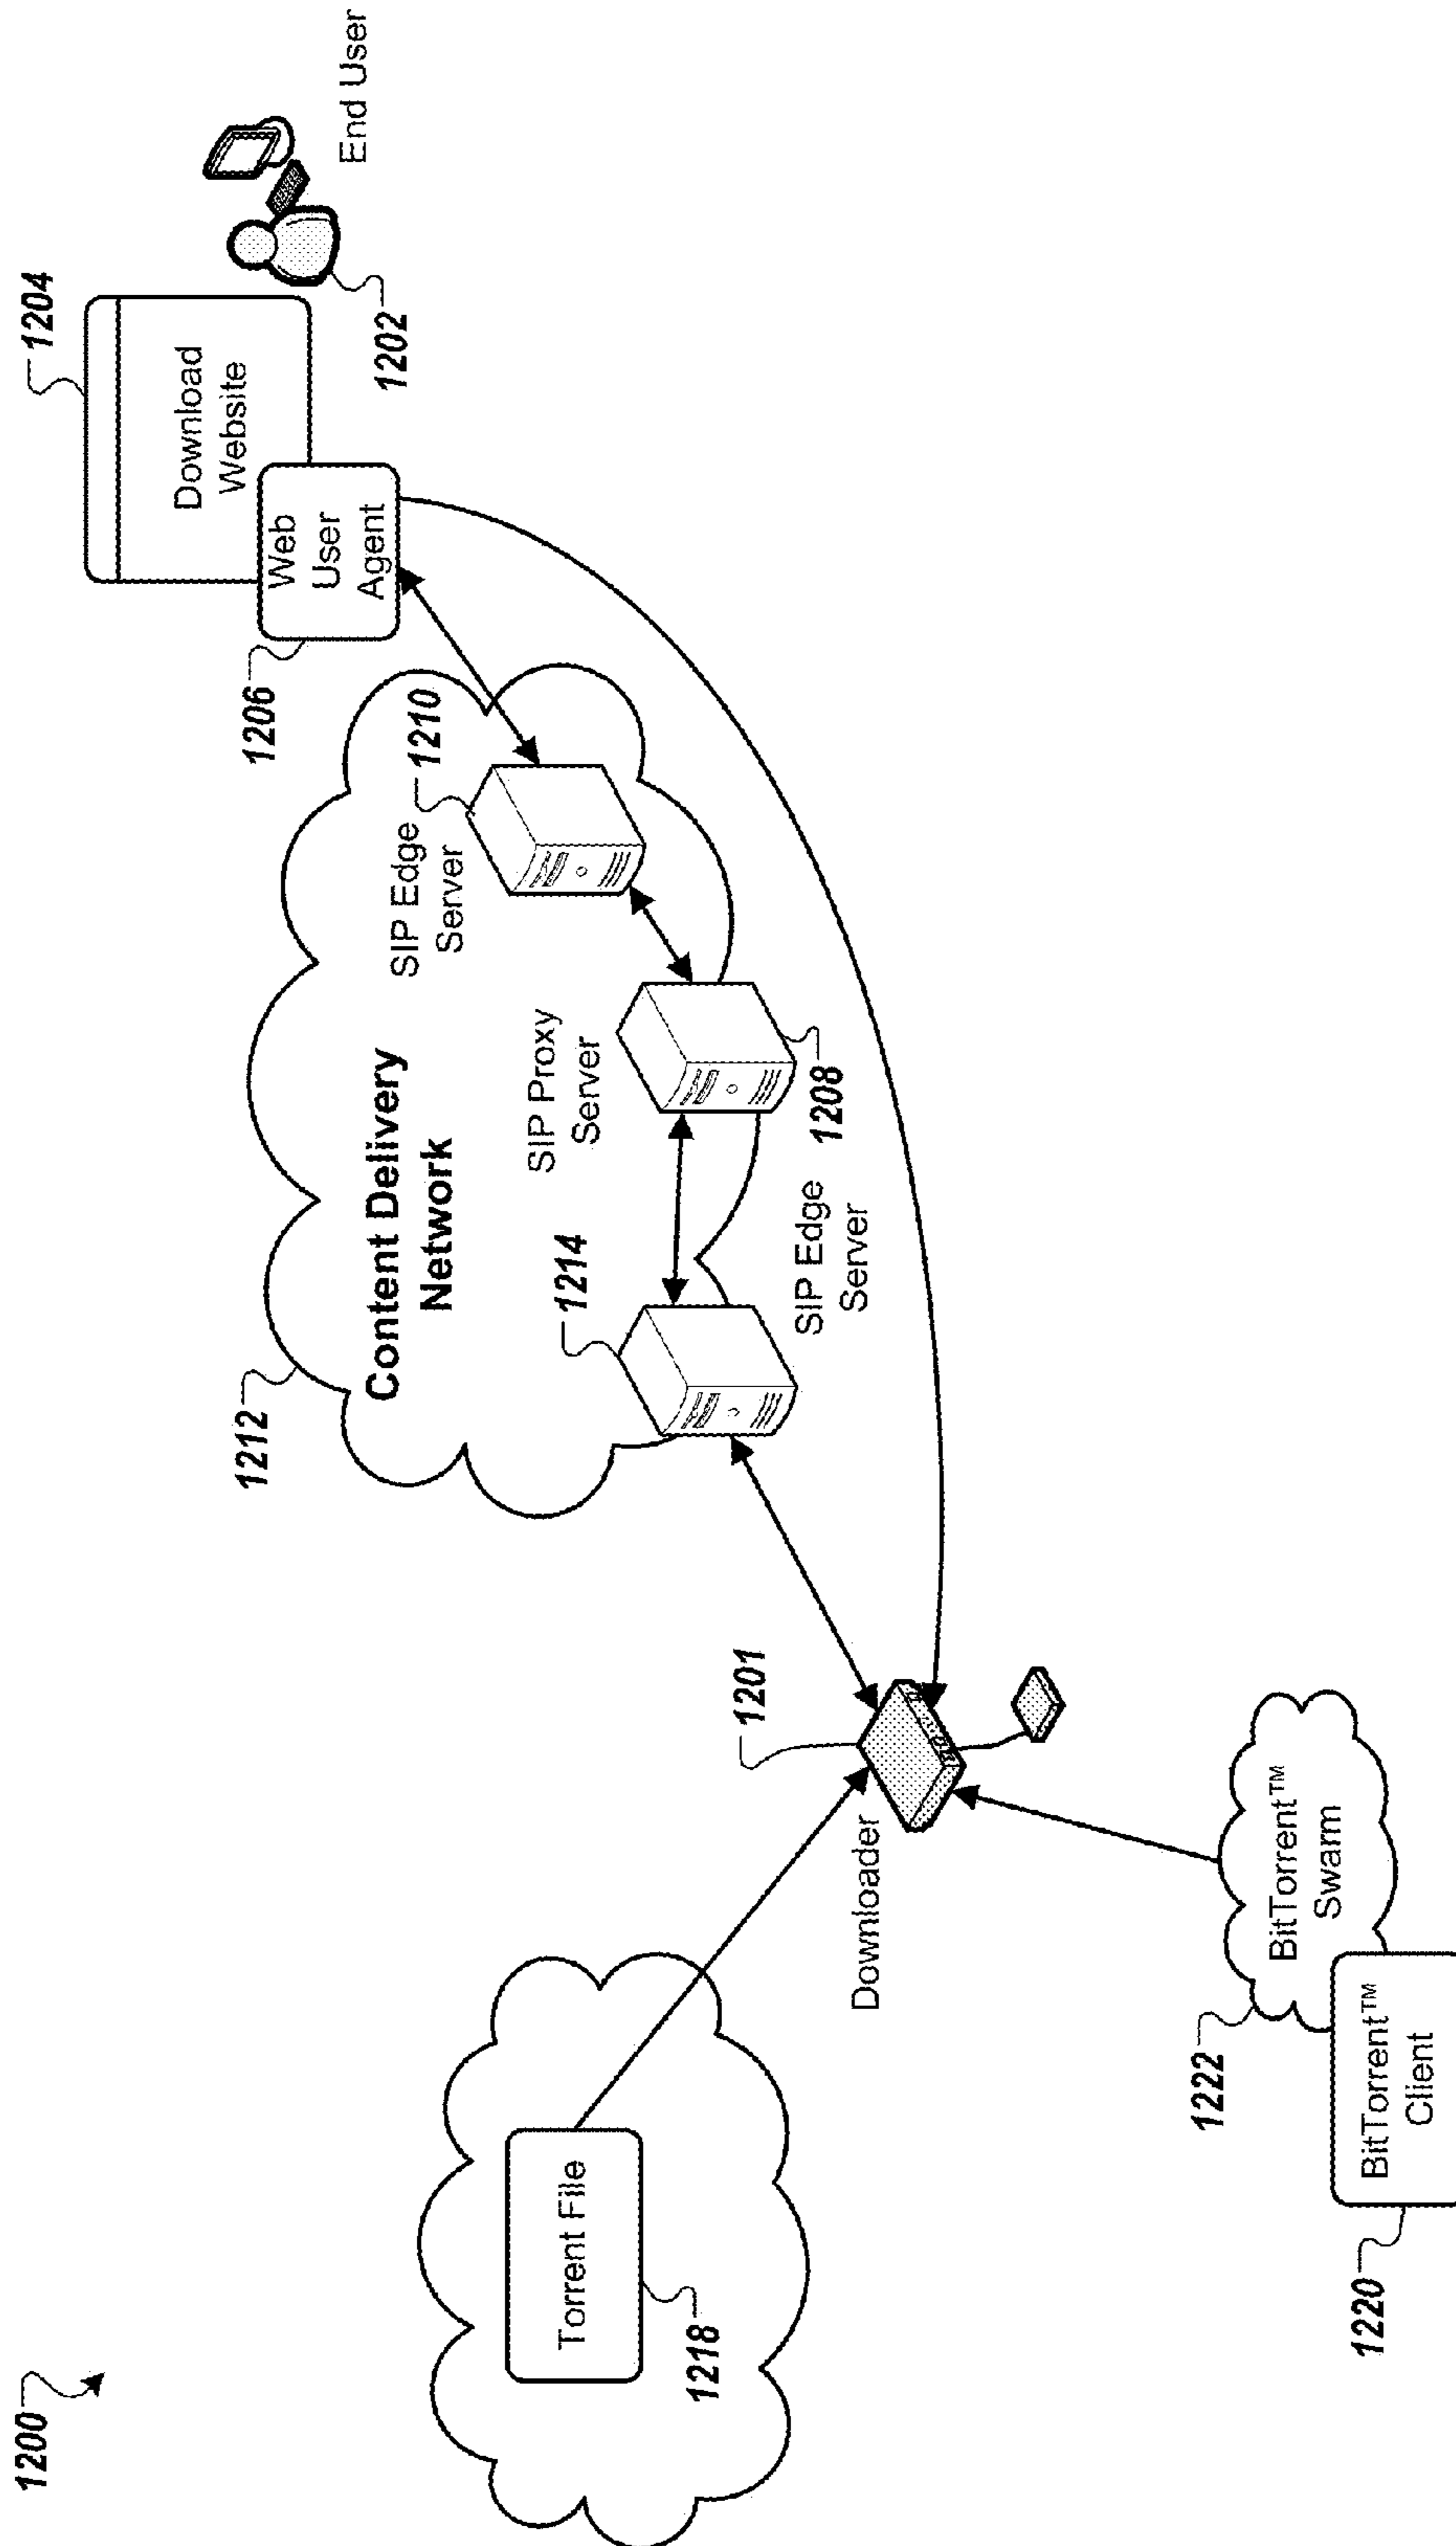 1200
Torrent File
1218
BitTorrent™
Client
1220
BitTorrent™
Swarm
1222
Downloader
1201
Content Delivery
Network
1212
SIP Edge
Server
1214
SIP Proxy
Server
1208
SIP Edge
Server
1210
Web
User
Agent
1206
Download
Website
1204
1202
End User